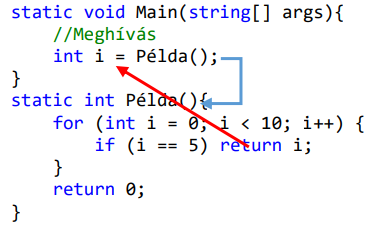 static void Main(string[] args){
//Meghívás
int i = Példa();
}
static int Példa(){
for (int i = 0; i < 10; i++) {
if (i == 5) return i;
}
return 0;
}